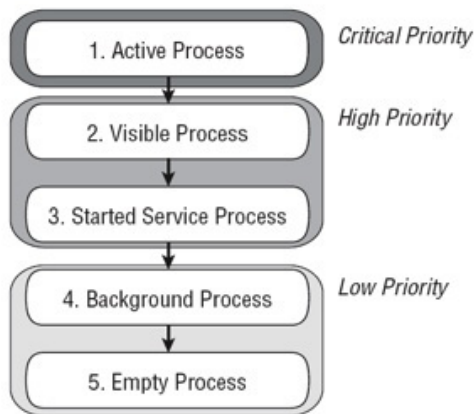 1. Active Process
Critical Priority
2. Visible Process
High Priority
3. Started Service Process
4. Background Process
Low Priority
5. Empty Process